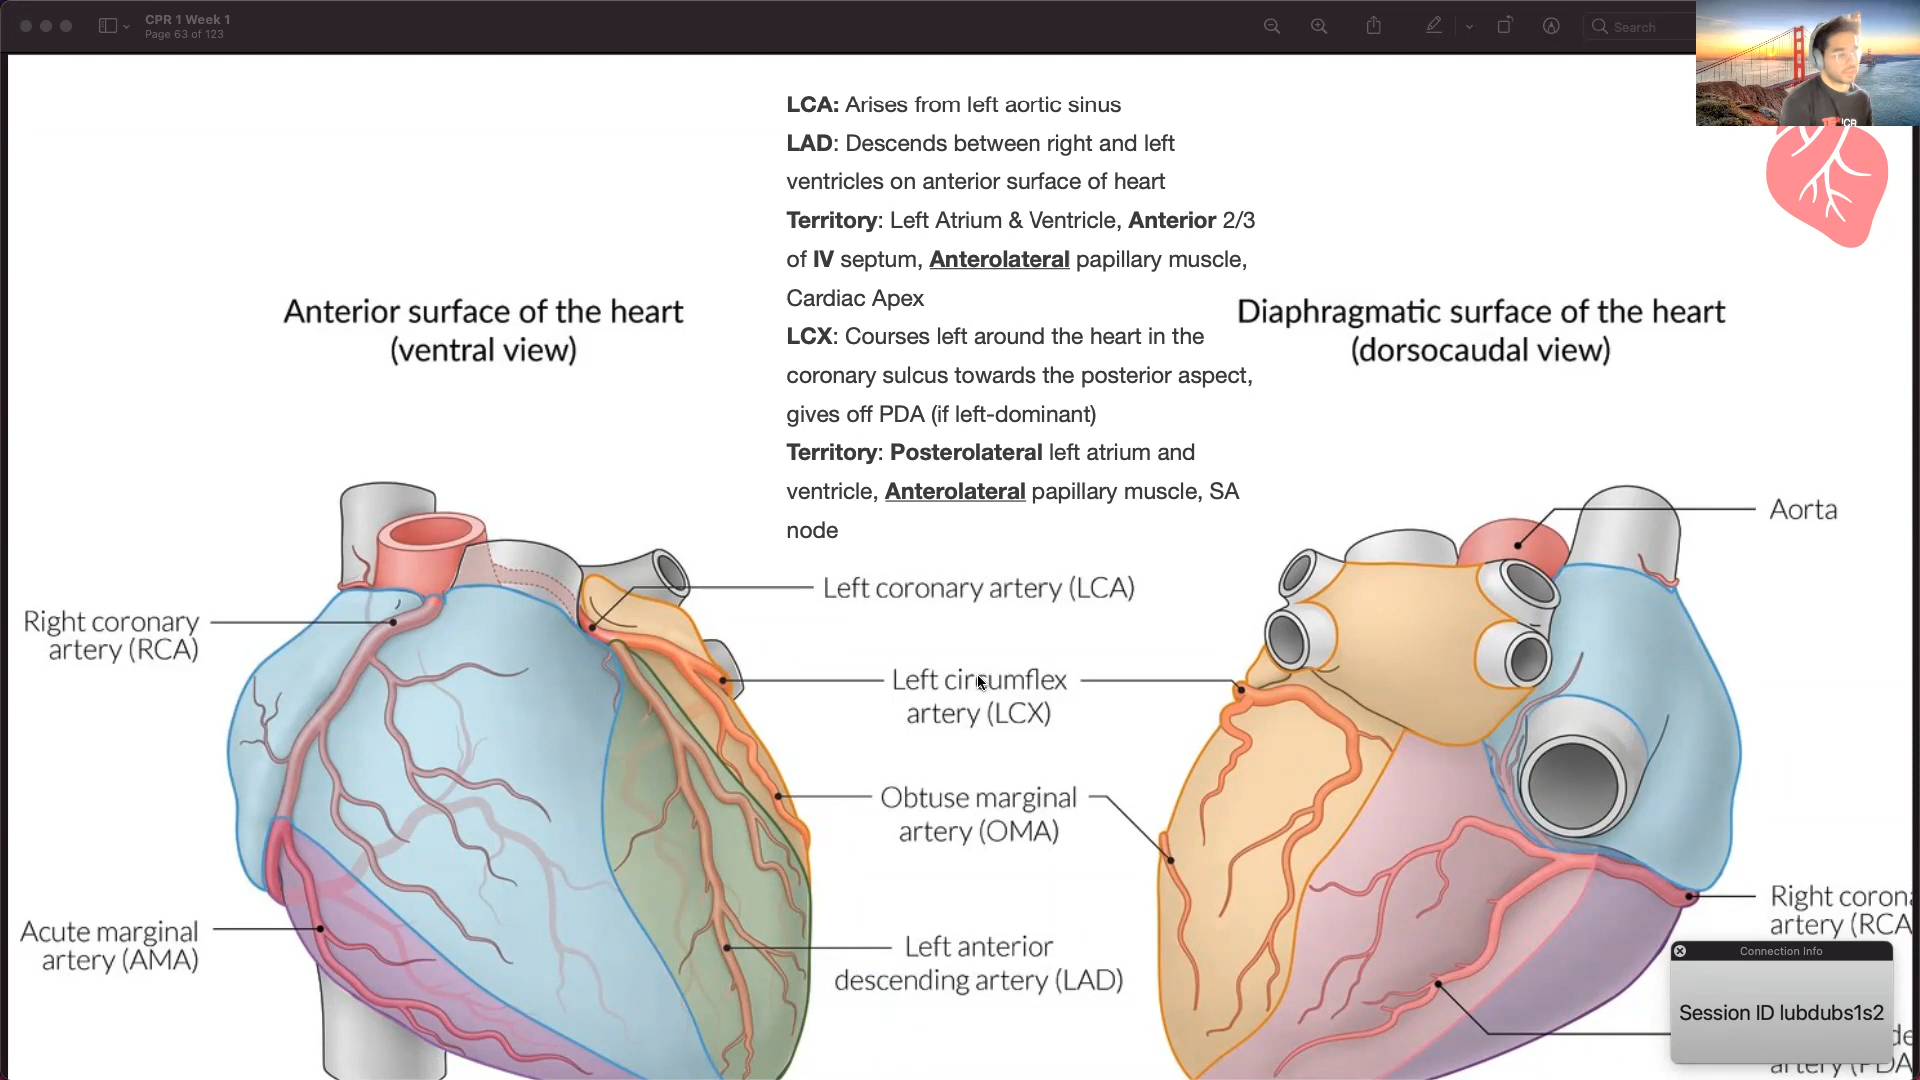 CPR 1 Week 1
Page 63 of 123
Search
LCA: Arises from left aortic sinus
LAD: Descends between right and left
ventricles on anterior surface of heart
Territory: Left Atrium & Ventricle, Anterior 2/3
of IV septum, Anterolateral papillary muscle,
Cardiac Apex
LCX: Courses left around the heart in the
coronary sulcus towards the posterior aspect,
gives off PDA (if left-dominant)
Territory: Posterolateral left atrium and
ventricle, Anterolateral papillary muscle, SA
node
Anterior surface of the heart
(ventral view)
Diaphragmatic surface of the heart
(dorsocaudal view)
Aorta
Left coronary artery (LCA)
Right coronary
artery (RCA)
Left circumflex
artery (LCX)
Obtuse marginal
artery (OMA)
Acute marginal
artery (AMA)
Left anterior
descending artery (LAD)
Right corona
artery (RCA
Connection Info
Session ID lubdubs1s2